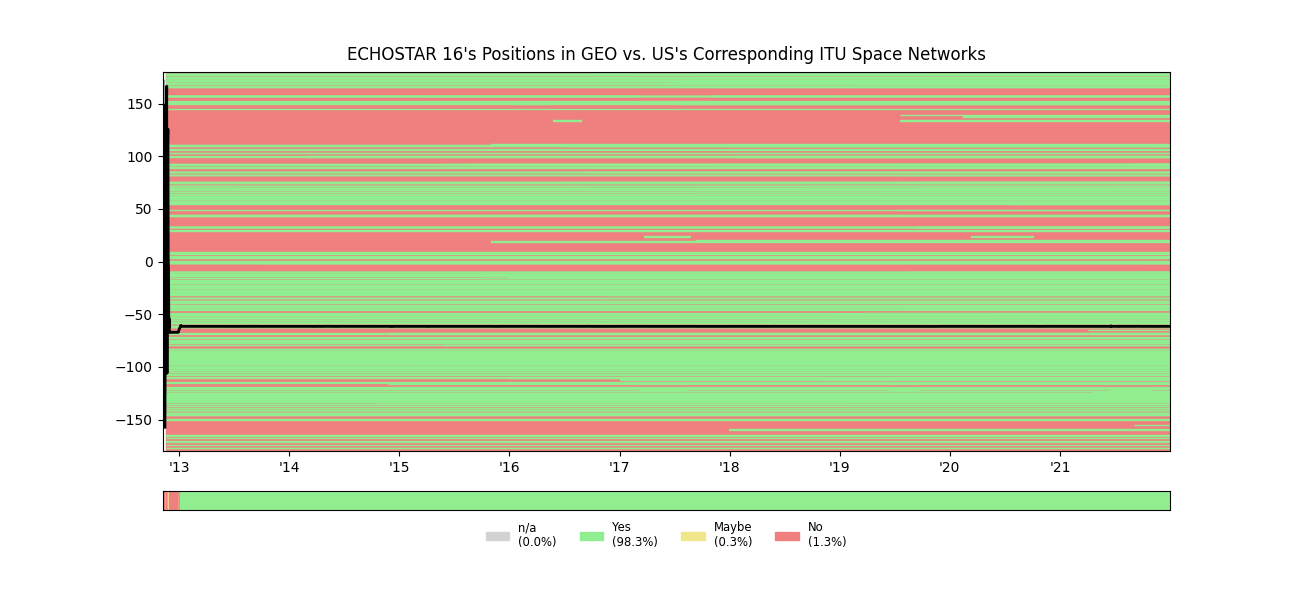 ECHOSTAR 16's Positions in GEO vs. US's Corresponding ITU Space Networks
150
100
50
0
−50
−100
−150
'13 '14 '15 '16 '17 '18 '19 '20 '21
n/a Yes Maybe No
(0.0%) (98.3%) (0.3%) (1.3%)